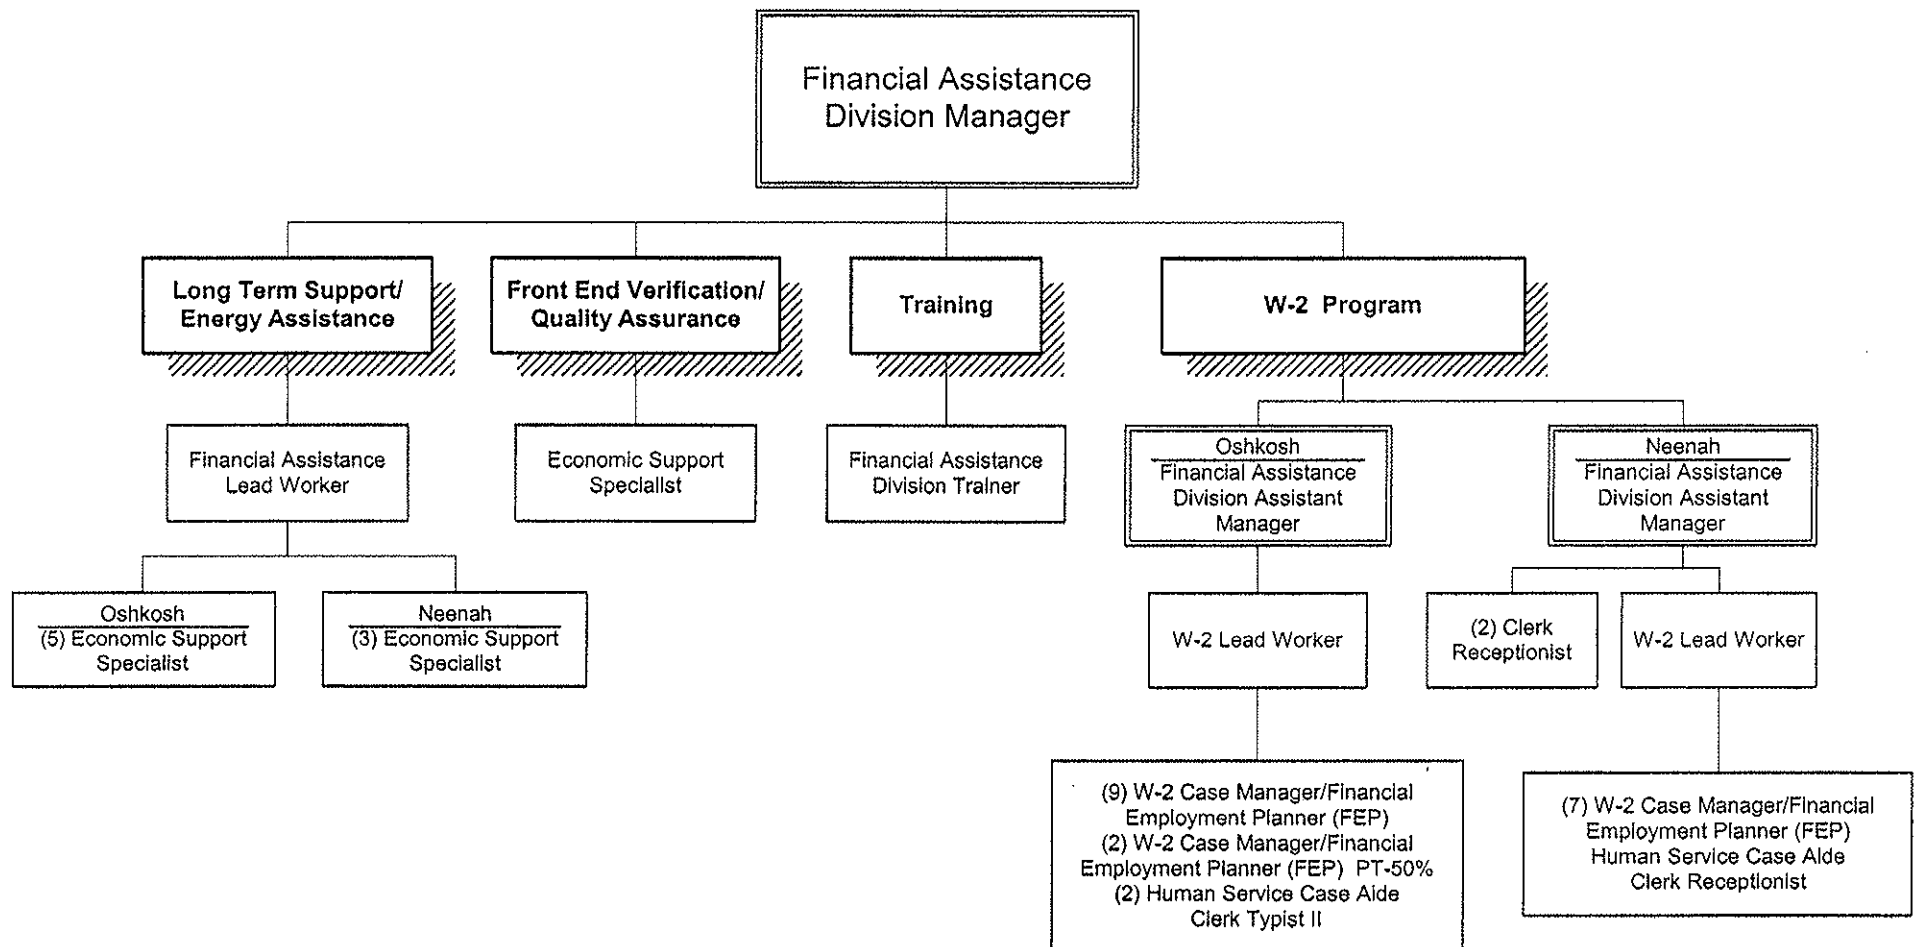 Financial Assistance
Division Manager
Long Term Support/
Energy Assistance
Front End Verification/
Quality Assurance
Training
W-2 Program
Financial Assistance
Lead Worker
Economic Support
Specialist
Financial Assistance
Division Trainer
Oshkosh
Financial Assistance
Division Assistant
Manager
Neenah
Financial Assistance
Division Assistant
Manager
Oshkosh
(5) Economic Support
Specialist
Neenah
(3) Economic Support
Specialist
W-2 Lead Worker
(2) Clerk
Receptionist
W-2 Lead Worker
(9) W-2 Case Manager/Financial
Employment Planner (FEP)
(2) W-2 Case Manager/Financial
Employment Planner (FEP) PT-50%
(2) Human Service Case Aide
Clerk Typist II
(7) W-2 Case Manager/Financial
Employment Planner (FEP)
Human Service Case Aide
Clerk Receptionist